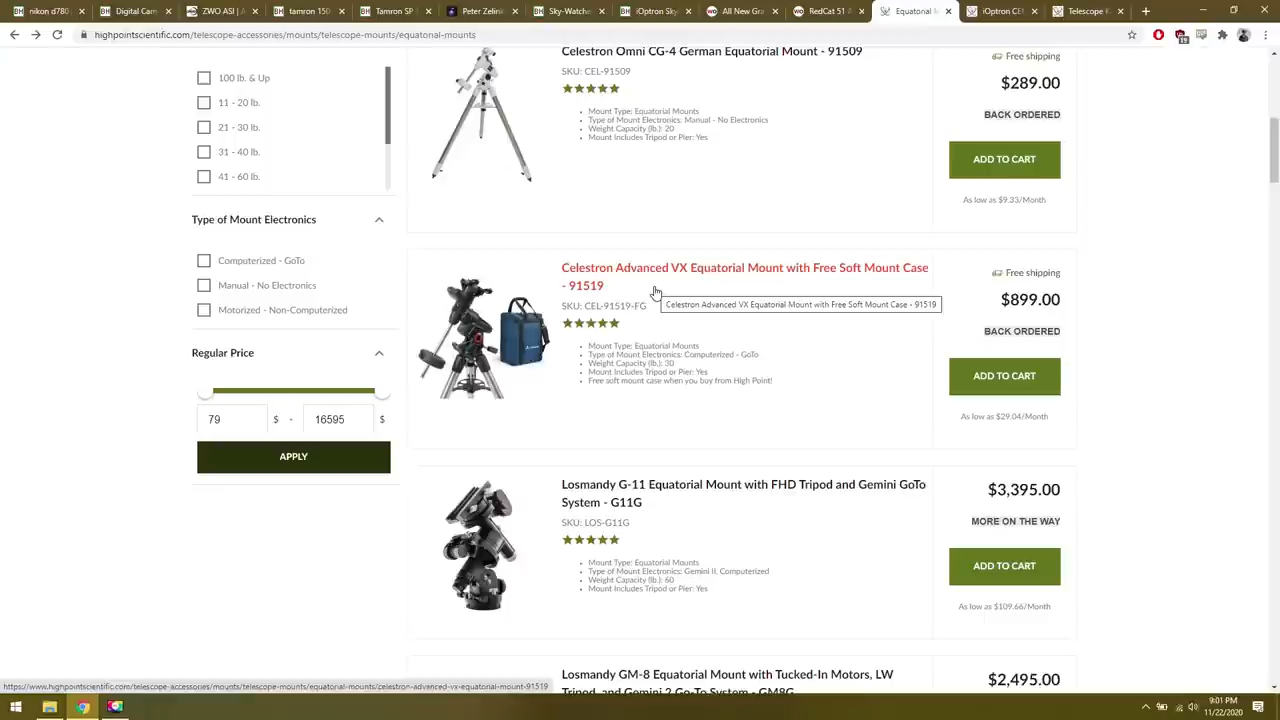 Nikon D780
Digital Cam
ZWO ASI
Tamron SP
Tamron SP
Peter Zelink
Sky-Watche
iOptron Sky
All New Gra
RedCat 51
Equatorial M
TELESCOPE
highpointscientific.com/telescope-accessories/mounts/telescope-mounts/equatorial-mounts
Celestron Omni CG-4 German Equatorial Mount - 91509
SKU: CEL-91509
Mount Type: Equatorial Mounts
Type of Mount Electronics: Manual - No Electronics
Weight Capacity (lb.): 20
Mount Includes Tripod or Pier: Yes
Free shipping
$289.00
BACK ORDERED
ADD TO CART
As low as $9.33/Month
100 lb. & Up
11 - 20 lb.
21 - 30 lb.
31 - 40 lb.
41 - 60 lb.
Type of Mount Electronics
Computerized - GoTo
Manual - No Electronics
Motorized - Non-Computerized
Regular Price
79
$
-
16595
$
APPLY
Celestron Advanced VX Equatorial Mount with Free Soft Mount Case
- 91519
SKU: CEL-91519-FG
Celestron Advanced VX Equatorial Mount with Free Soft Mount Case - 91519
Mount Type: Equatorial Mounts
Type of Mount Electronics: Computerized - GoTo
Weight Capacity (lb.): 30
Mount Includes Tripod or Pier: Yes
Free soft mount case when you buy from High Point!
Free shipping
$899.00
BACK ORDERED
ADD TO CART
As low as $29.04/Month
Losmandy G-11 Equatorial Mount with FHD Tripod and Gemini GoTo
System - G11G
SKU: LOS-G11G
Mount Type: Equatorial Mounts
Type of Mount Electronics: Gemini II, Computerized
Weight Capacity (lb.): 60
Mount Includes Tripod or Pier: Yes
$3,395.00
MORE ON THE WAY
ADD TO CART
As low as $109.66/Month
Losmandy GM-8 Equatorial Mount with Tucked-In Motors, LW
Tripod, and Gemini 2 Go-To System - GM8G
$2,495.00
https://www.highpointscientific.com/telescope-accessories/mounts/telescope-mounts/equatorial-mounts/celestron-advanced-vx-equatorial-mount-91519
9:01 PM
11/22/2020